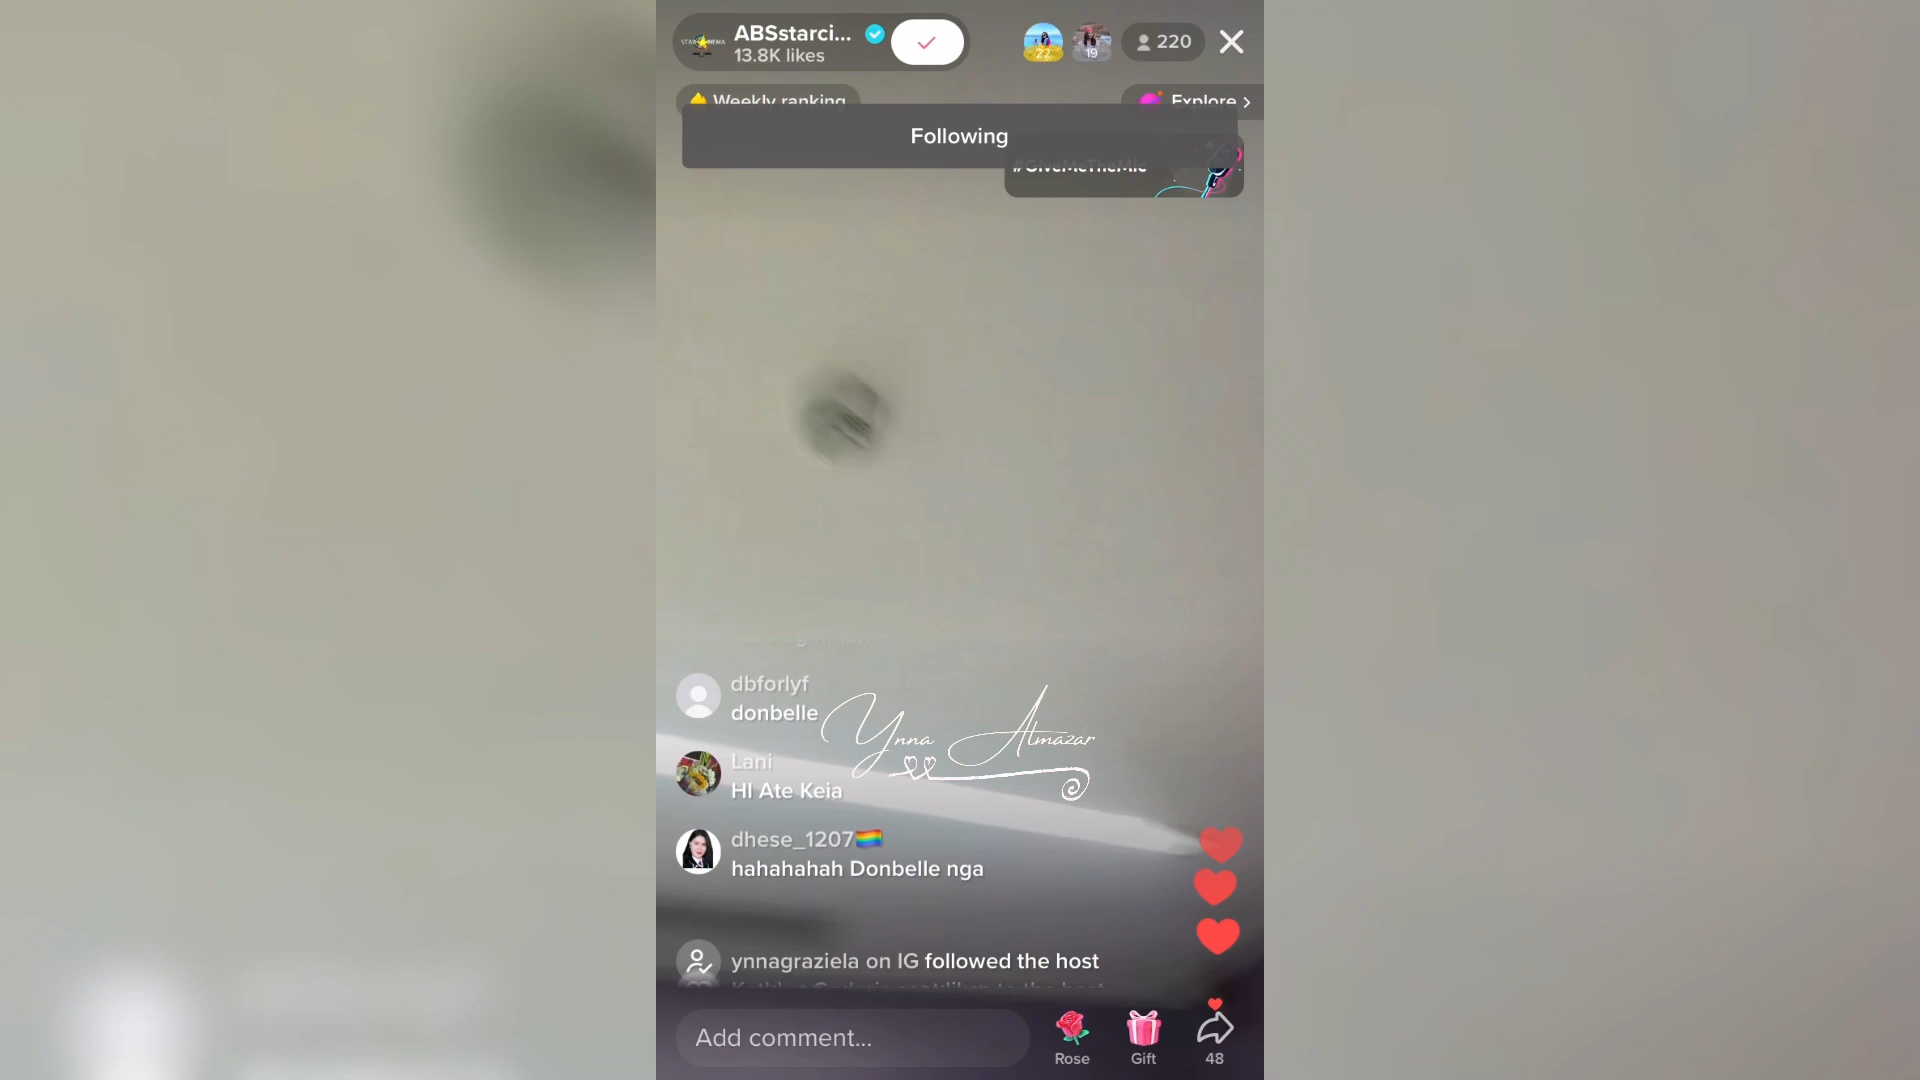 ABSstarci...
13.8K likes
22
19
220
Weekly ranking
Explore
Following
#GiveMeTheMic
dbforlyf
donbelle
Ynna Almazar
Lani
HI Ate Keia
dhese_1207🏳️‍🌈
hahahahah Donbelle nga
ynnagraziela on IG followed the host
Add comment...
Rose
Gift
48